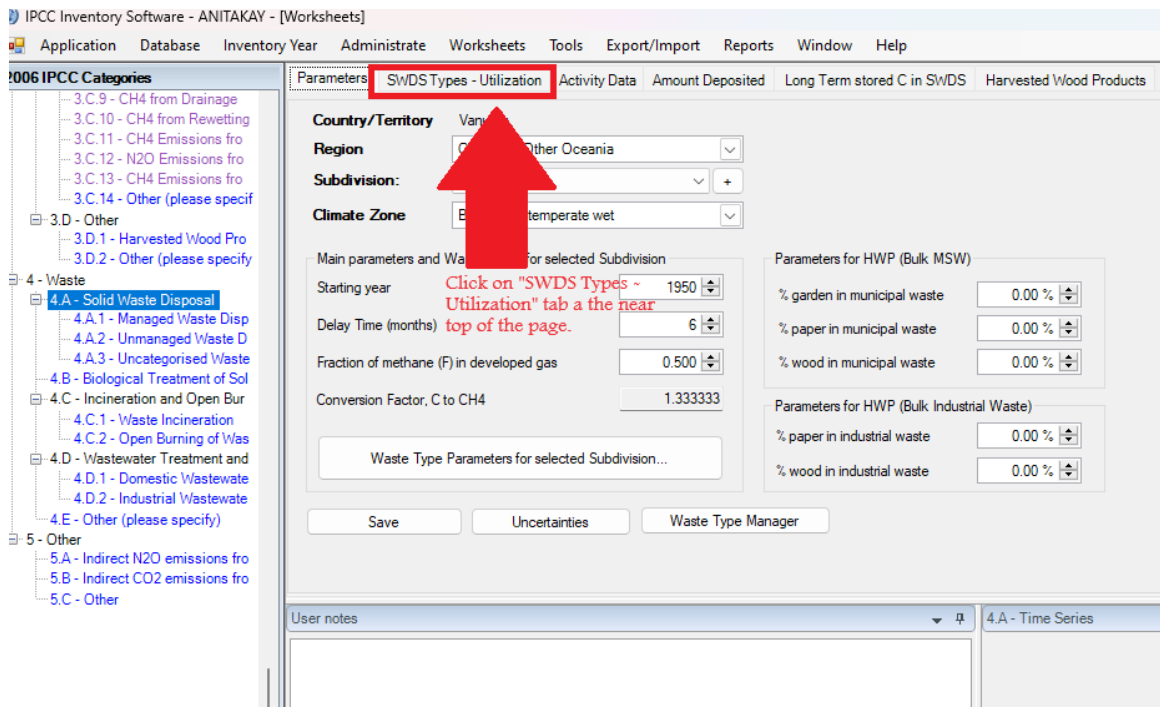 IPCC Inventory Software - ANITAKAY - [Worksheets]
Application Database Inventory Year Administrate Worksheets Tools Export/Import Reports Window Help
2006 IPCC Categories
3.C.9 - CH4 from Drainage
3.C.10 - CH4 from Rewetting
3.C.11 - CH4 Emissions fro
3.C.12 - N2O Emissions fro
3.C.13 - CH4 Emissions fro
3.C.14 - Other (please specif
3.D - Other
3.D.1 - Harvested Wood Pro
3.D.2 - Other (please specify
4 - Waste
4.A - Solid Waste Disposal
4.A.1 - Managed Waste Disp
4.A.2 - Unmanaged Waste D
4.A.3 - Uncategorised Waste
4.B - Biological Treatment of Sol
4.C - Incineration and Open Bur
4.C.1 - Waste Incineration
4.C.2 - Open Burning of Was
4.D - Wastewater Treatment and
4.D.1 - Domestic Wastewate
4.D.2 - Industrial Wastewate
4.E - Other (please specify)
5 - Other
5.A - Indirect N2O emissions fro
5.B - Indirect CO2 emissions fro
5.C - Other
Parameters SWDS Types - Utilization Activity Data Amount Deposited Long Term stored C in SWDS Harvested Wood Products
Country/Territory
Region Other Oceania
Subdivision: +
Climate Zone temperate wet
Main parameters and for selected Subdivision
Starting year 1950
Delay Time (months) 6
Fraction of methane (F) in developed gas 0.500
Conversion Factor, C to CH4 1.333333
Waste Type Parameters for selected Subdivision...
Click on "SWDS Types ~
Utilization" tab a the near
top of the page.
Parameters for HWP (Bulk MSW)
% garden in municipal waste 0.00 %
% paper in municipal waste 0.00 %
% wood in municipal waste 0.00 %
Parameters for HWP (Bulk Industrial Waste)
% paper in industrial waste 0.00 %
% wood in industrial waste 0.00 %
Save Uncertainties Waste Type Manager
User notes
4.A - Time Series